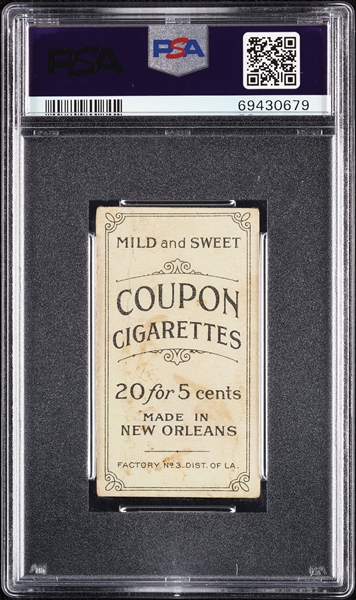 PSA
PSA
69430679
MILD and SWEET
COUPON
CIGARETTES
20 for 5 cents
MADE IN
NEW ORLEANS
FACTORY Nº 3. DIST. OF LA.